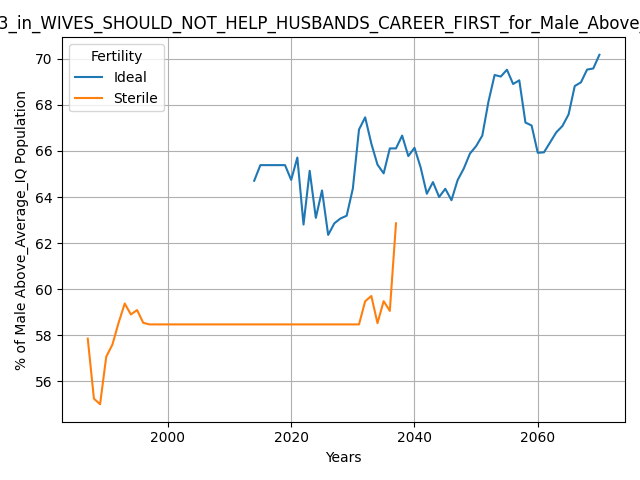 3_in_WIVES_SHOULD_NOT_HELP_HUSBANDS_CAREER_FIRST_for_Male_Above_
Fertility
Ideal
Sterile
% of Male Above_Average_IQ Population
70
68
66
64
62
60
58
56
2000
2020
2040
2060
Years